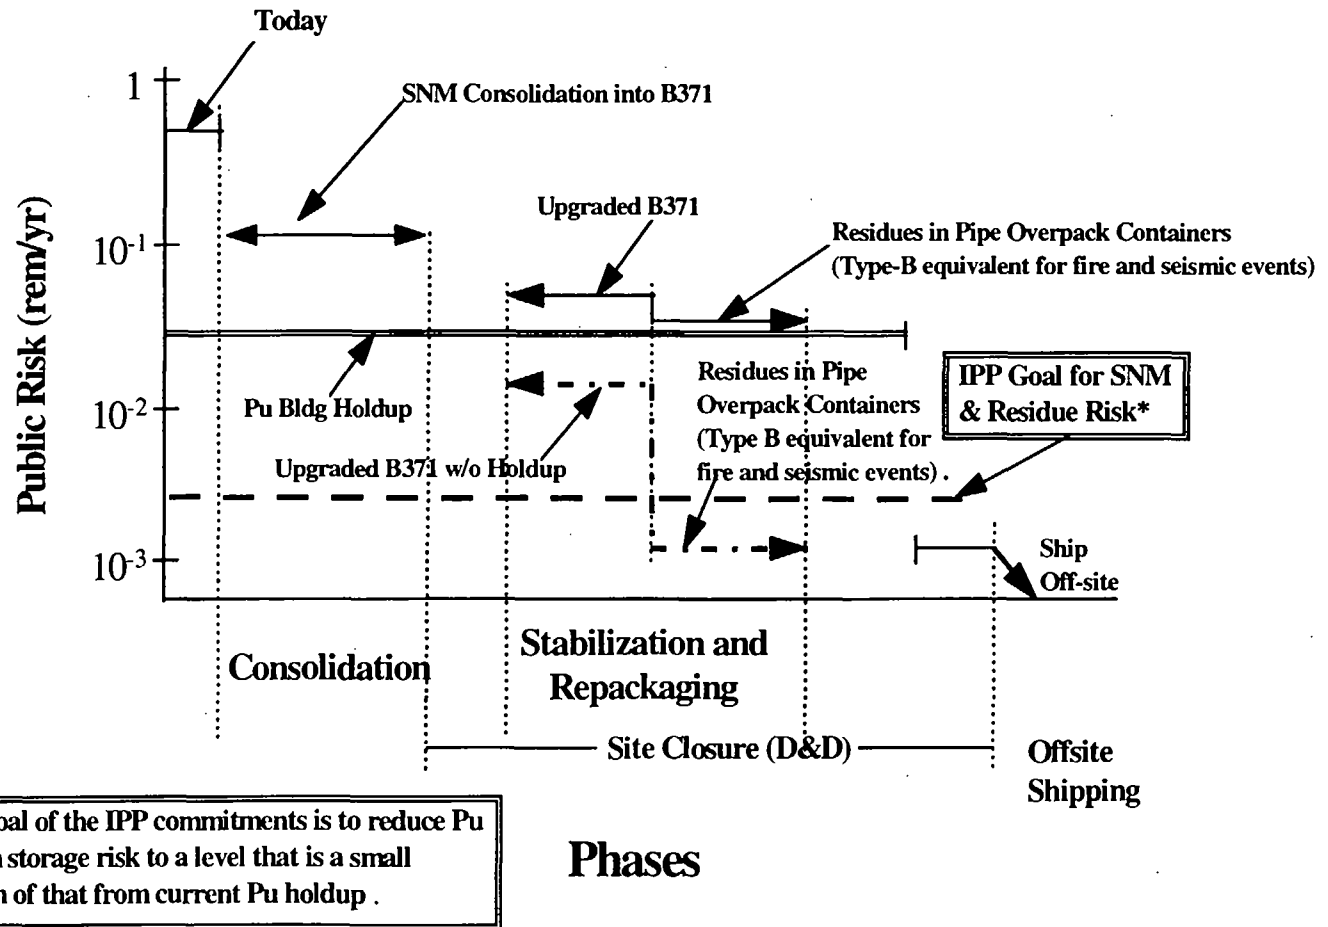 Today
1
SNM Consolidation into B371
Upgraded B371
10-1
Residues in Pipe Overpack Containers
(Type-B equivalent for fire and seismic events)
Public Risk (rem/yr)
Residues in Pipe
Overpack Containers
(Type B equivalent for
fire and seismic events) .
IPP Goal for SNM
& Residue Risk*
Pu Bldg Holdup
10-2
Upgraded B371 w/o Holdup
10-3
Ship
Off-site
Consolidation
Stabilization and
Repackaging
Site Closure (D&D)
Offsite
Shipping
of the IPP commitments is to reduce Pu
storage risk to a level that is a small
of that from current Pu holdup .
Phases